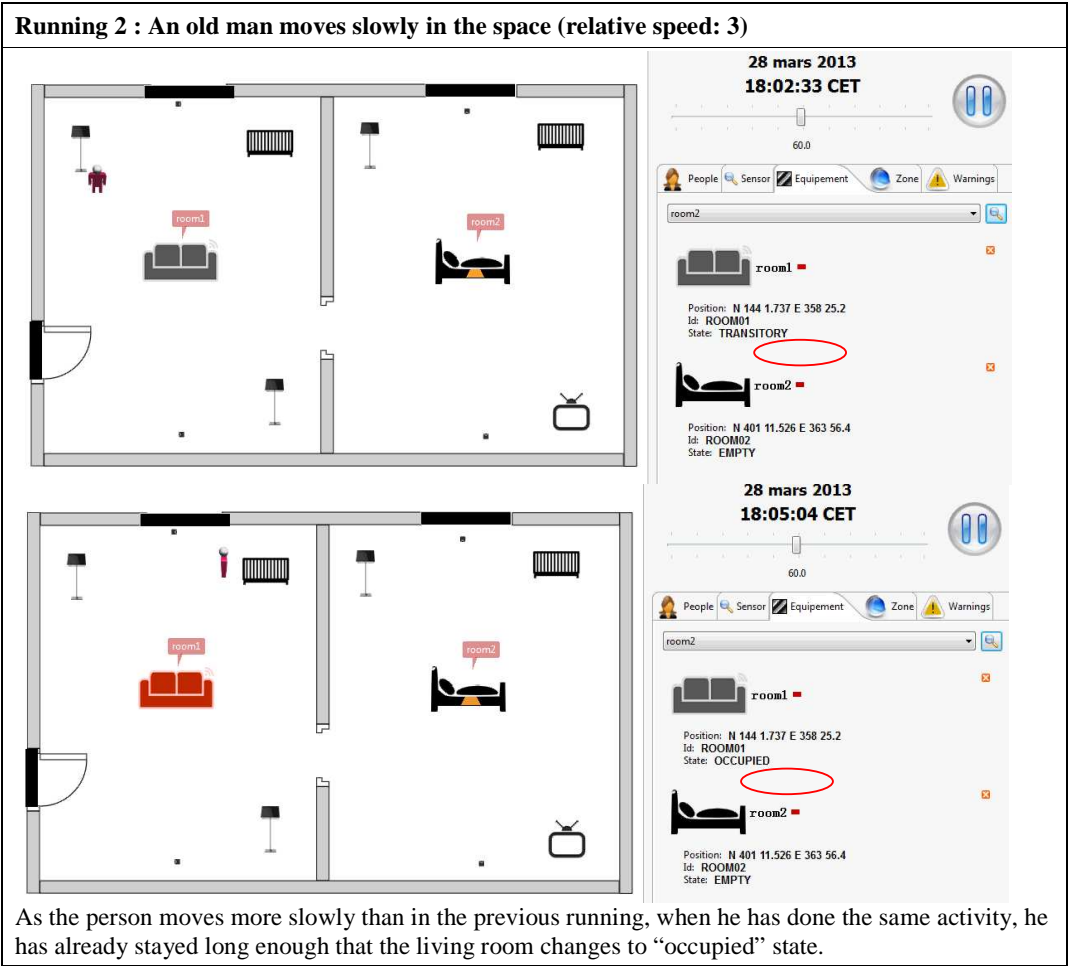 Running 2 : An old man moves slowly in the space (relative speed: 3)
28 mars 2013
18:02:33 CET
60.0
People Sensor Equipement Zone Warnings
room2
room1
room2
room1
Position: N 144 1.737 E 358 25.2
Id: ROOM01
State: TRANSITORY
room2
Position: N 401 11.526 E 363 56.4
Id: ROOM02
State: EMPTY
28 mars 2013
18:05:04 CET
60.0
People Sensor Equipement Zone Warnings
room2
room1
room2
room1
Position: N 144 1.737 E 358 25.2
Id: ROOM01
State: OCCUPIED
room2
Position: N 401 11.526 E 363 56.4
Id: ROOM02
State: EMPTY
As the person moves more slowly than in the previous running, when he has done the same activity, he
has already stayed long enough that the living room changes to “occupied” state.